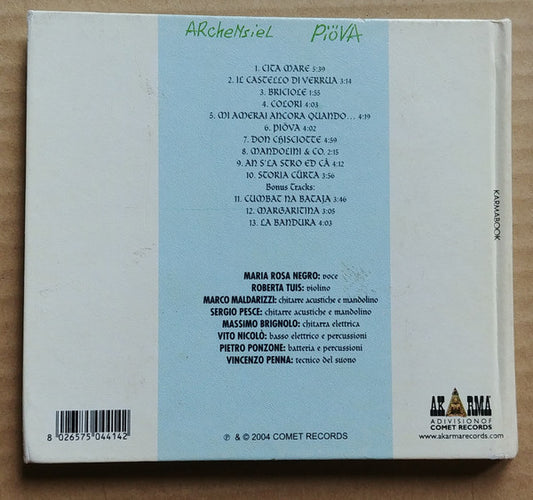 ARcheNsieL PiöVA
1. CITA MARE 5:39
2. IL CASTELLO DI VERRUA 3:14
3. BRICIOLE 1:55
4. COLORI 4:03
5. MI AMERAI ANCORA QUANDO... 4:19
6. PIÖVA 4:02
7. DON CHISCIOTTE 4:59
8. MANDOLINI & CO. 2:15
9. AN S'LA STRO ED CÀ 4:12
10. STORIA CÜRTA 3:56
Bonus Tracks:
11. CUMBAT NA BATAJA 3:46
12. MARGARITINA 3:05
13. LA BANDURA 4:03
MARIA ROSA NEGRO: voce
ROBERTA TUIS: violino
MARCO MALDARIZZI: chitarre acustiche e mandolino
SERGIO PESCE: chitarre acustiche e mandolino
MASSIMO BRIGNOLO: chitarra elettrica
VITO NICOLÒ: basso elettrico e percussioni
PIETRO PONZONE: batteria e percussioni
VINCENZO PENNA: tecnico del suono
KARMABOOK
AKARMA
A DIVISION OF
COMET RECORDS
www.akarmarecords.com
℗ & © 2004 COMET RECORDS
8 026575 044142